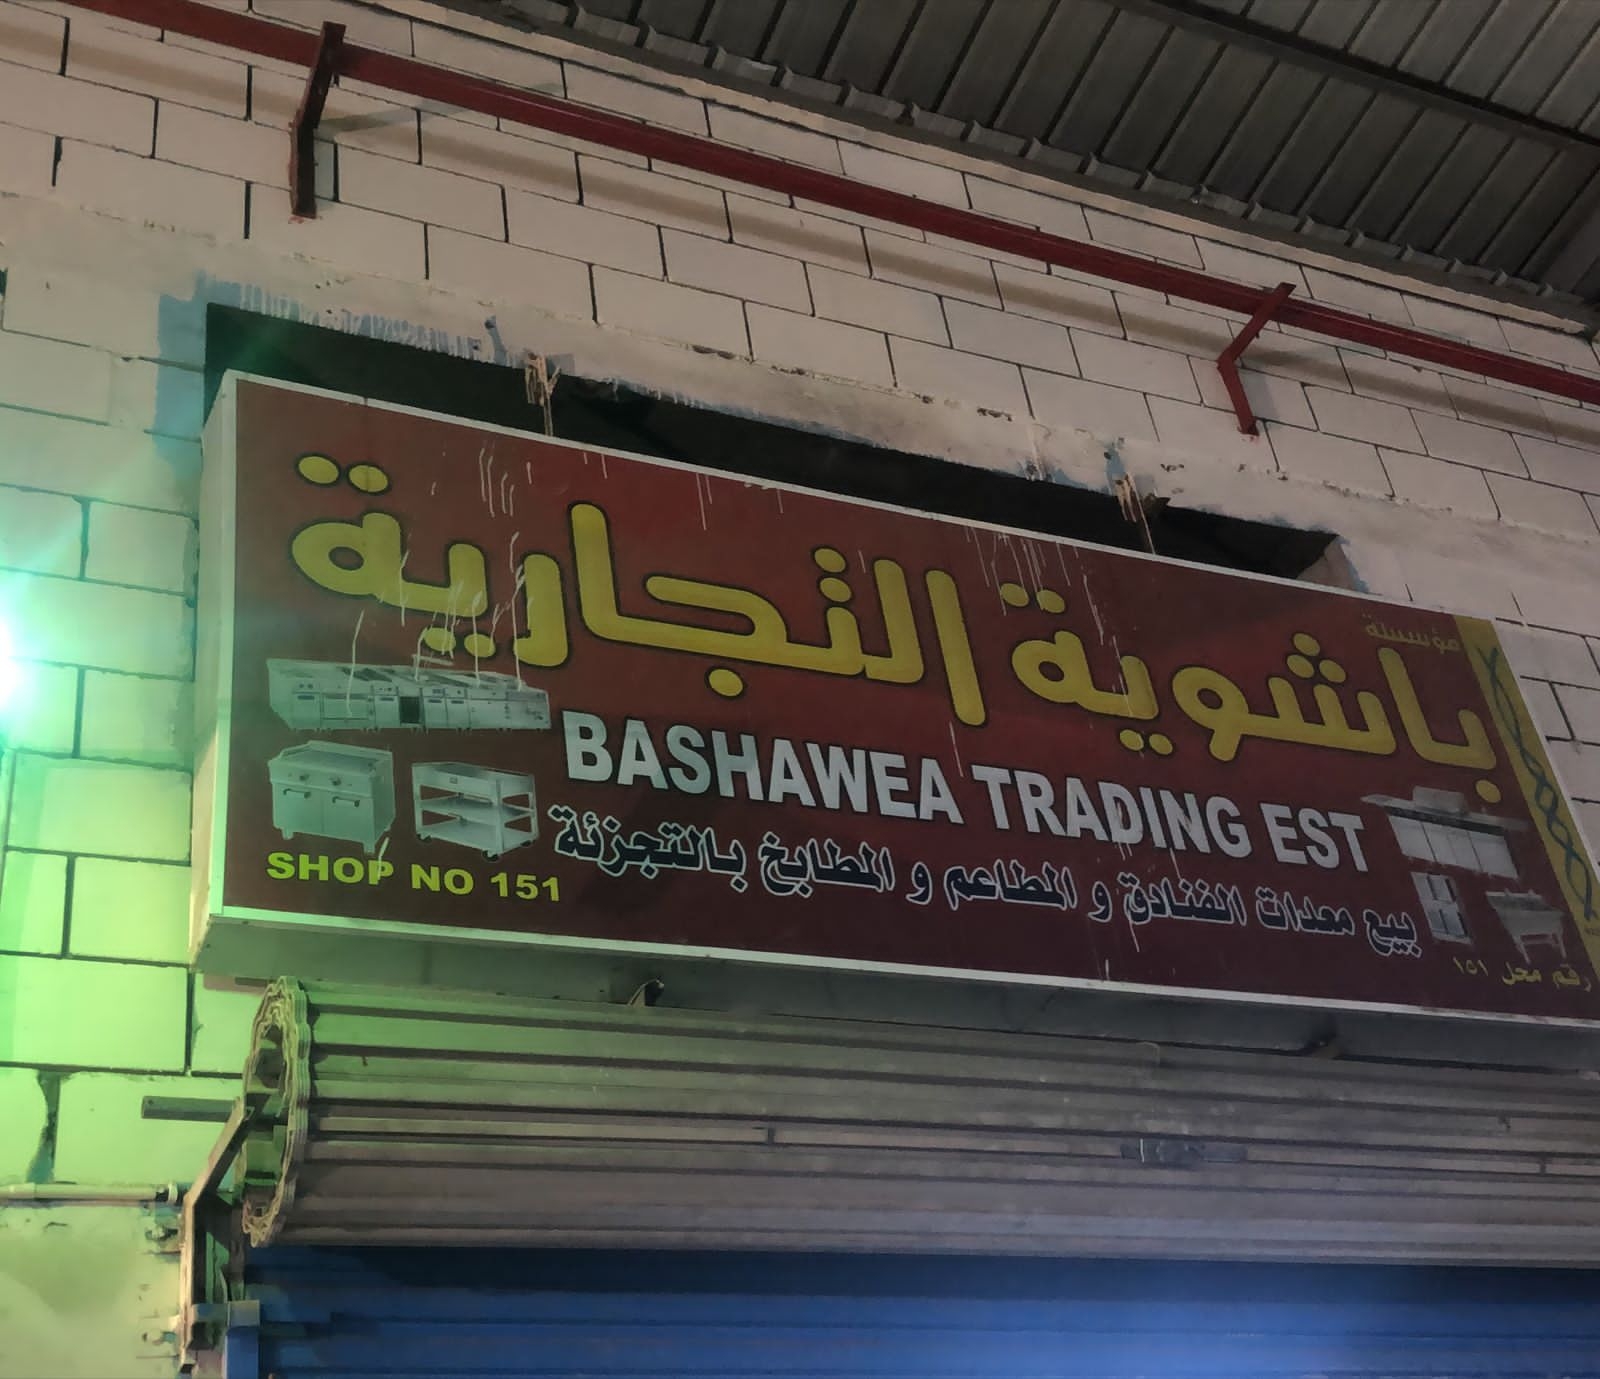 مؤسسة
باشوية التجارية
BASHAWEA TRADING EST
بيع معدات الفنادق و المطاعم و المطابخ بالتجزئة
SHOP NO 151
رقم محل ١٥١